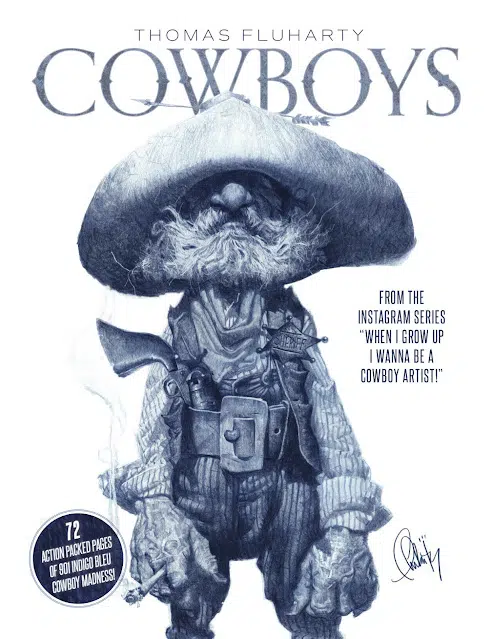 THOMAS FLUHARTY
COWBOYS
FROM THE
INSTAGRAM SERIES
"WHEN I GROW UP
I WANNA BE A
COWBOY ARTIST!"
SHERIFF
72
ACTION PACKED PAGES
OF 901 INDIGO BLEU
COWBOY MADNESS!